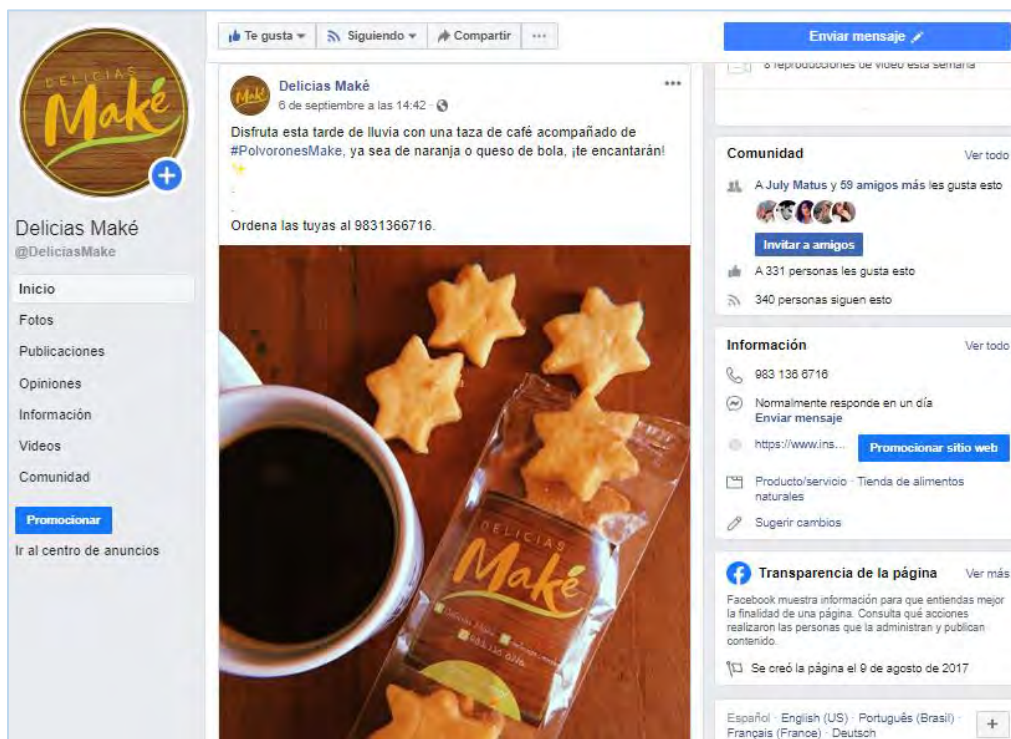 DELICIAS
Maké
Delicias Maké
@DeliciasMake
Inicio
Fotos
Publicaciones
Opiniones
Información
Videos
Comunidad
Promocionar
Ir al centro de anuncios
Te gusta
Siguiendo
Compartir
Enviar mensaje
Maké
Delicias Maké
6 de septiembre a las 14:42
Disfruta esta tarde de lluvia con una taza de café acompañado de
#PolvoronesMake, ya sea de naranja o queso de bola, ¡te encantarán!
.
.
Ordena las tuyas al 9831366716.
DELICIAS
Maké
Delicias Maké
983 136 6716
8 reproducciones de video esta semana
Comunidad
Ver todo
A July Matus y 59 amigos más les gusta esto
Invitar a amigos
A 331 personas les gusta esto
340 personas siguen esto
Información
Ver todo
983 136 6716
Normalmente responde en un día
Enviar mensaje
https://www.ins...
Promocionar sitio web
Producto/servicio · Tienda de alimentos
naturales
Sugerir cambios
Transparencia de la página
Ver más
Facebook muestra información para que entiendas mejor
la finalidad de una página. Consulta qué acciones
realizaron las personas que la administran y publican
contenido.
Se creó la página el 9 de agosto de 2017
Español · English (US) · Português (Brasil) ·
Français (France) · Deutsch